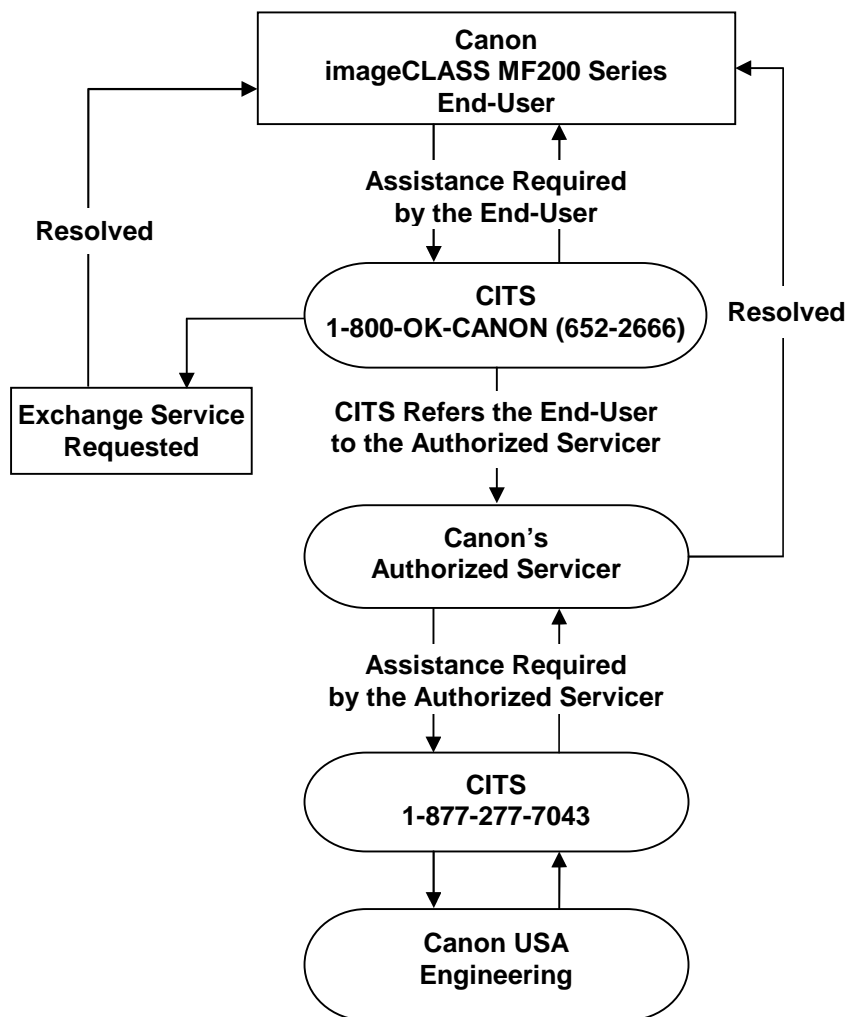 Canon
imageCLASS MF200 Series
End-User
Assistance Required
by the End-User
Resolved
CITS
1-800-OK-CANON (652-2666)
Resolved
Exchange Service
Requested
CITS Refers the End-User
to the Authorized Servicer
Canon’s
Authorized Servicer
Assistance Required
by the Authorized Servicer
CITS
1-877-277-7043
Canon USA
Engineering